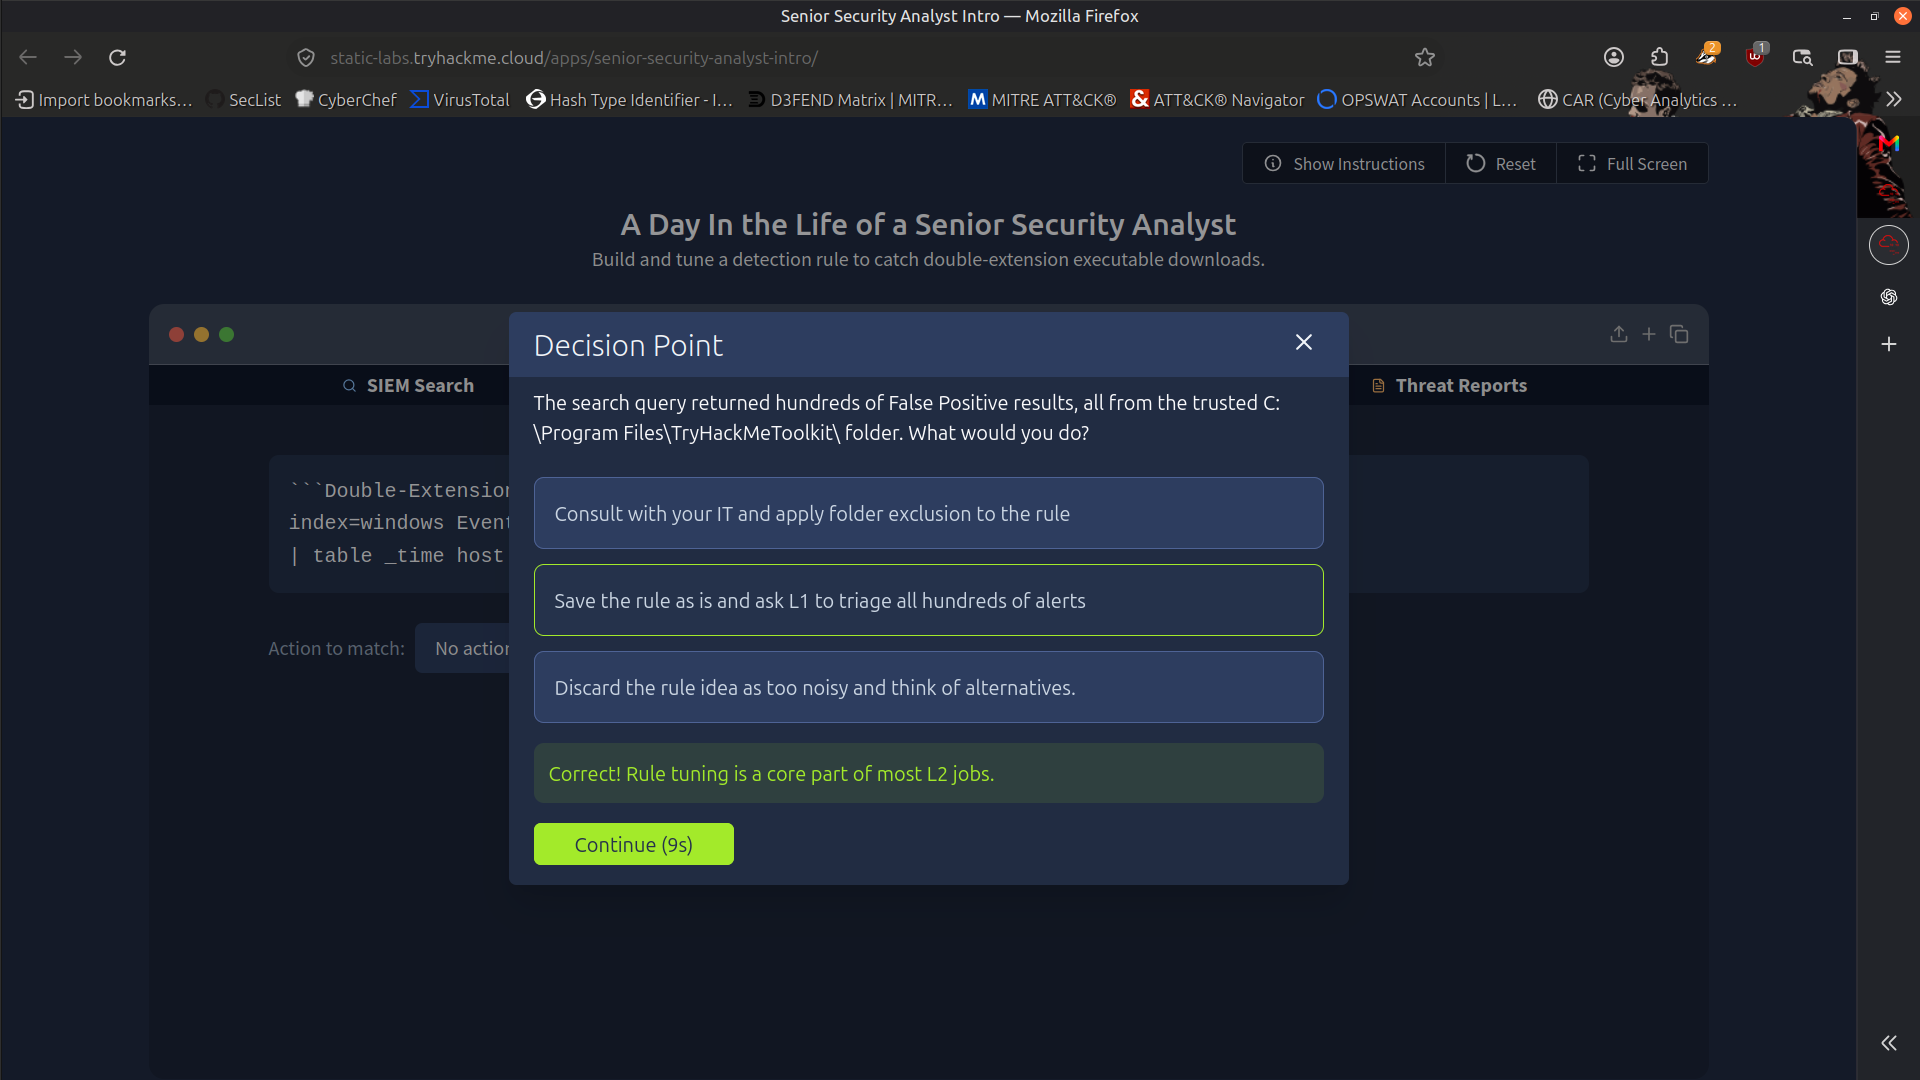 Senior Security Analyst Intro — Mozilla Firefox
static-labs.tryhackme.cloud/apps/senior-security-analyst-intro/
2
1
Import bookmarks…
SecList
CyberChef
VirusTotal
Hash Type Identifier - I…
D3FEND Matrix | MITR…
MITRE ATT&CK®
ATT&CK® Navigator
OPSWAT Accounts | L…
CAR (Cyber Analytics …
Show Instructions
Reset
Full Screen
A Day In the Life of a Senior Security Analyst
Build and tune a detection rule to catch double-extension executable downloads.
SIEM Search
Threat Reports
Decision Point
The search query returned hundreds of False Positive results, all from the trusted C:
\Program Files\TryHackMeToolkit\ folder. What would you do?
Consult with your IT and apply folder exclusion to the rule
Save the rule as is and ask L1 to triage all hundreds of alerts
Discard the rule idea as too noisy and think of alternatives.
Correct! Rule tuning is a core part of most L2 jobs.
Continue (9s)
```Double-Extension
index=windows Event
| table _time host
Action to match:
No action